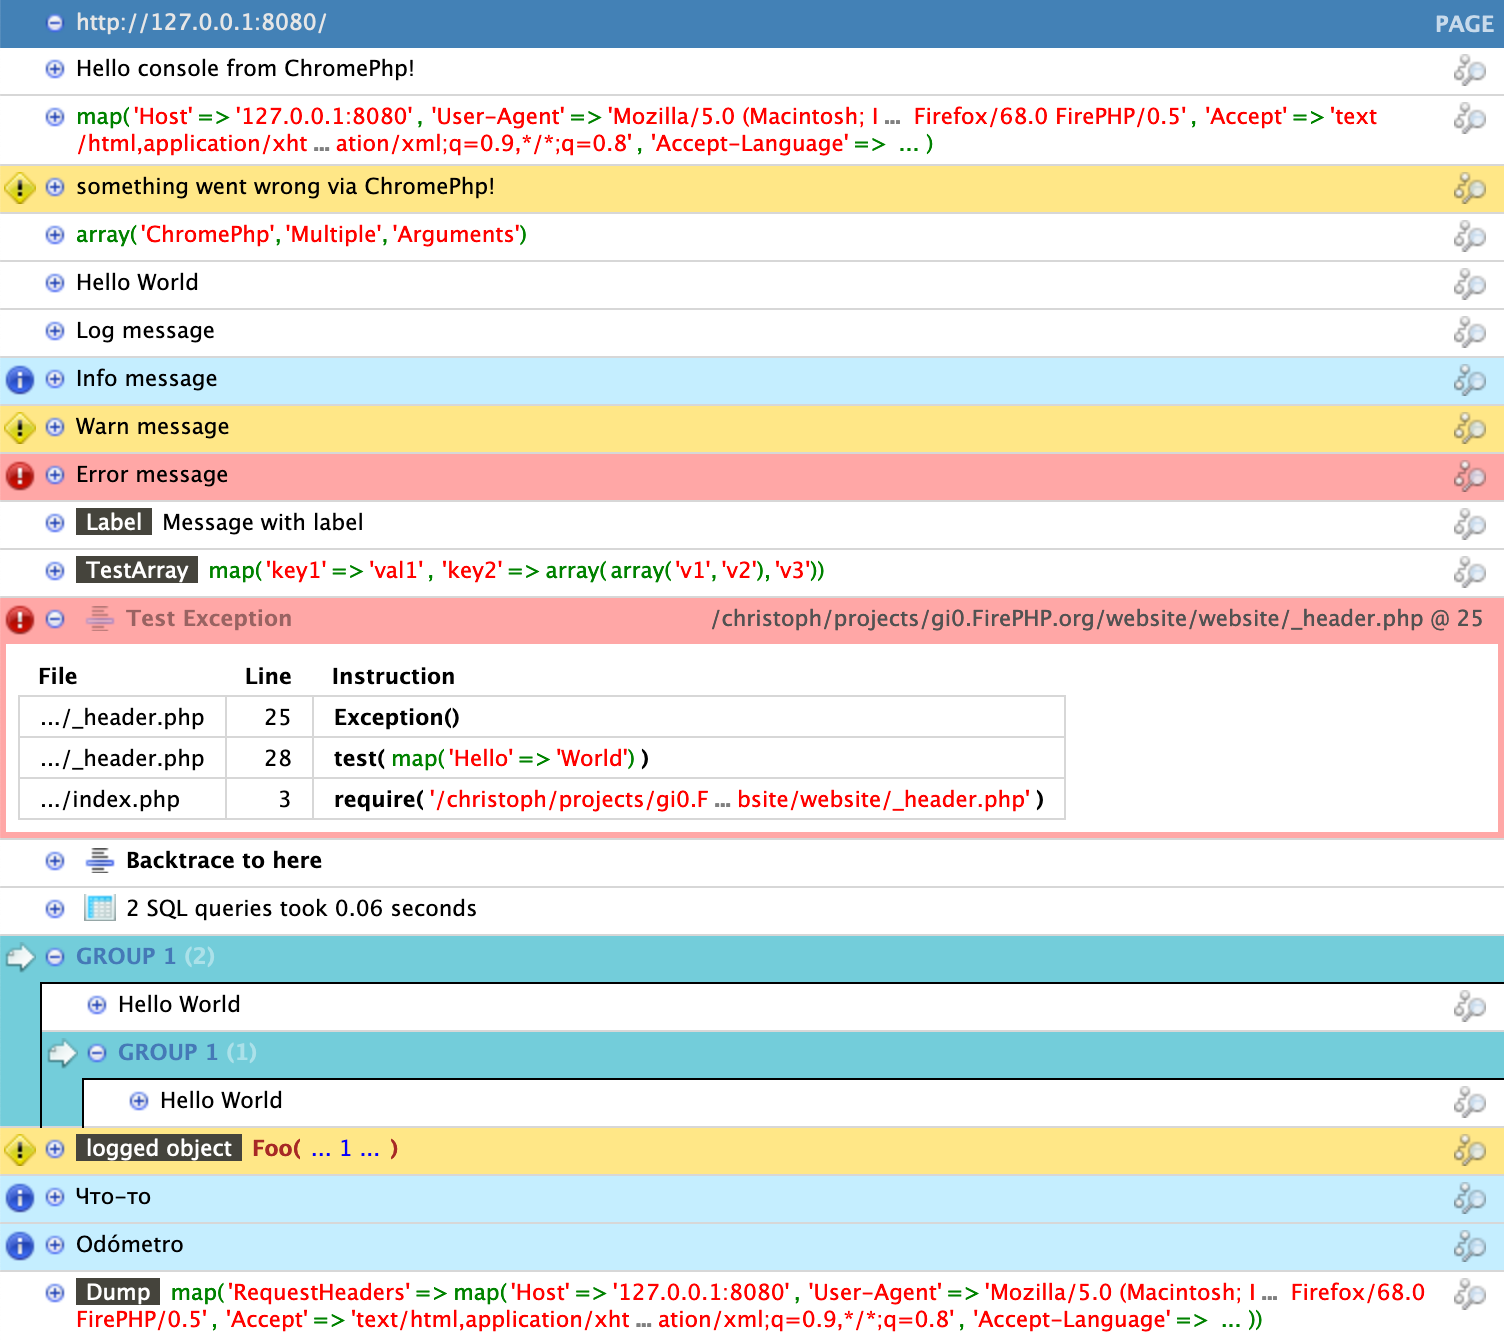 http://127.0.0.1:8080/ PAGE
Hello console from ChromePhp!
map('Host' => '127.0.0.1:8080', 'User-Agent' => 'Mozilla/5.0 (Macintosh; I ... Firefox/68.0 FirePHP/0.5', 'Accept' => 'text
/html,application/xht ... ation/xml;q=0.9,*/*;q=0.8', 'Accept-Language' => ... )
something went wrong via ChromePhp!
array('ChromePhp','Multiple','Arguments')
Hello World
Log message
Info message
Warn message
Error message
Label Message with label
TestArray map('key1' => 'val1', 'key2' => array(array('v1','v2'),'v3'))
Test Exception /christoph/projects/gi0.FirePHP.org/website/website/_header.php @ 25
File Line Instruction
.../_header.php 25 Exception()
.../_header.php 28 test( map('Hello' => 'World') )
.../index.php 3 require( '/christoph/projects/gi0.F ... bsite/website/_header.php' )
Backtrace to here
2 SQL queries took 0.06 seconds
GROUP 1 (2)
Hello World
GROUP 1 (1)
Hello World
logged object Foo( ... 1 ... )
Что-то
Odómetro
Dump map('RequestHeaders' => map('Host' => '127.0.0.1:8080', 'User-Agent' => 'Mozilla/5.0 (Macintosh; I ... Firefox/68.0
FirePHP/0.5', 'Accept' => 'text/html,application/xht ... ation/xml;q=0.9,*/*;q=0.8', 'Accept-Language' => ... ))